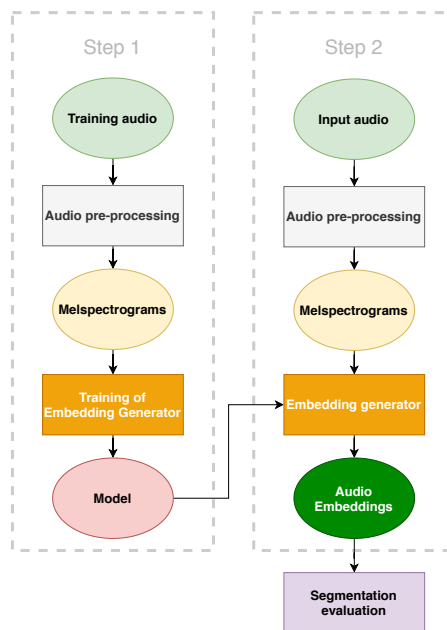 Step 1
Training audio
Audio pre-processing
Melspectrograms
Training of
Embedding Generator
Model
Step 2
Input audio
Audio pre-processing
Melspectrograms
Embedding generator
Audio
Embeddings
Segmentation
evaluation